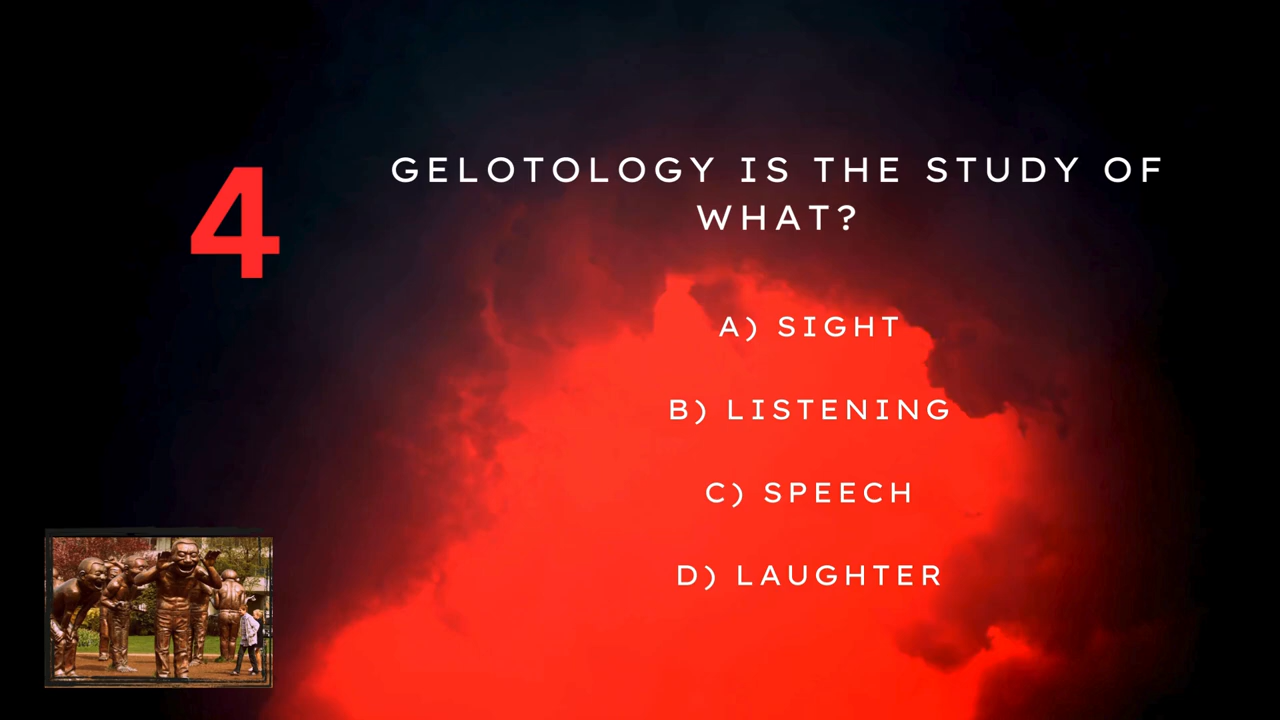 4
GELOTOLOGY IS THE STUDY OF
WHAT?
A) SIGHT
B) LISTENING
C) SPEECH
D) LAUGHTER